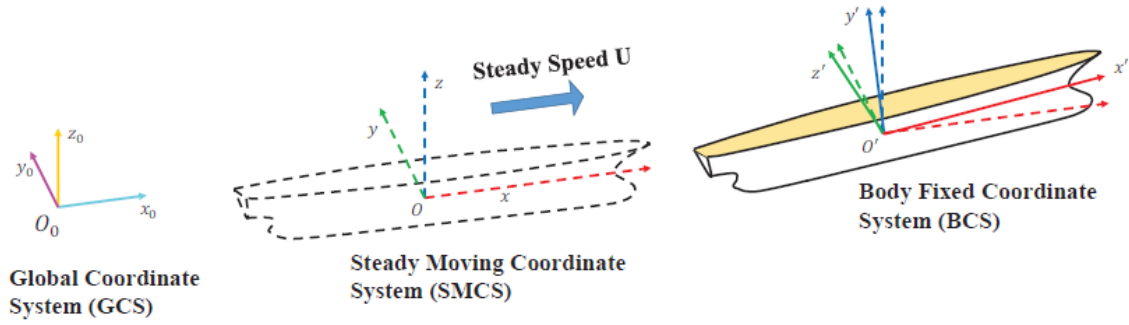 Steady Speed U
z₀
y₀
x₀
O₀
Global Coordinate
System (GCS)
z
y
O
x
Steady Moving Coordinate
System (SMCS)
y'
z'
x'
O'
Body Fixed Coordinate
System (BCS)